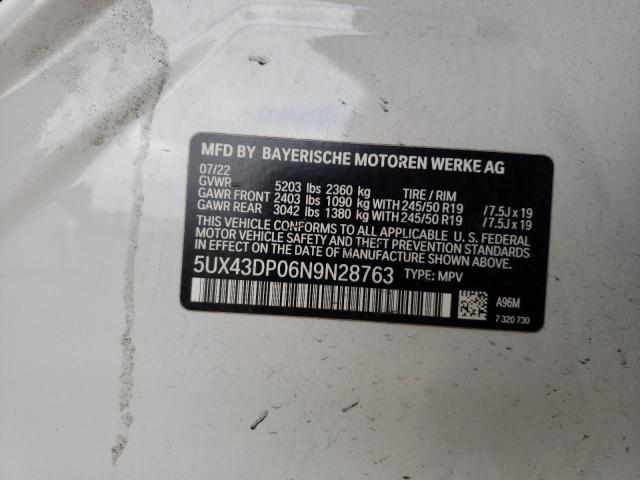 MFD BY BAYERISCHE MOTOREN WERKE AG
07/22
GVWR 5203 lbs 2360 kg TIRE / RIM
GAWR FRONT 2403 lbs 1090 kg WITH 245/50 R19 /7.5J x 19
GAWR REAR 3042 lbs 1380 kg WITH 245/50 R19 /7.5J x 19
THIS VEHICLE CONFORMS TO ALL APPLICABLE U.S. FEDERAL
MOTOR VEHICLE SAFETY AND THEFT PREVENTION STANDARDS
IN EFFECT ON THE DATE OF MANUFACTURE SHOWN ABOVE.
5UX43DP06N9N28763 TYPE: MPV
A96M
7 320 730